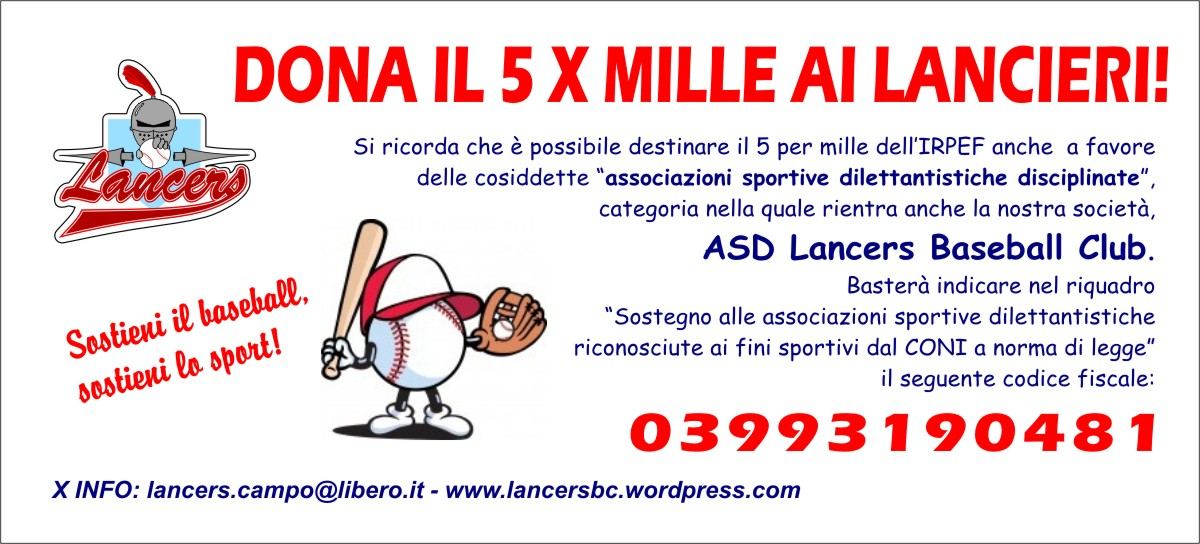 DONA IL 5 X MILLE AI LANCIERI!
Lancers
Si ricorda che è possibile destinare il 5 per mille dell'IRPEF anche  a favore
delle cosiddette "associazioni sportive dilettantistiche disciplinate",
categoria nella quale rientra anche la nostra società,
ASD Lancers Baseball Club.
Basterà indicare nel riquadro
"Sostegno alle associazioni sportive dilettantistiche
riconosciute ai fini sportivi dal CONI a norma di legge"
il seguente codice fiscale:
03993190481
Sostieni il baseball,
sostieni lo sport!
X INFO: lancers.campo@libero.it - www.lancersbc.wordpress.com